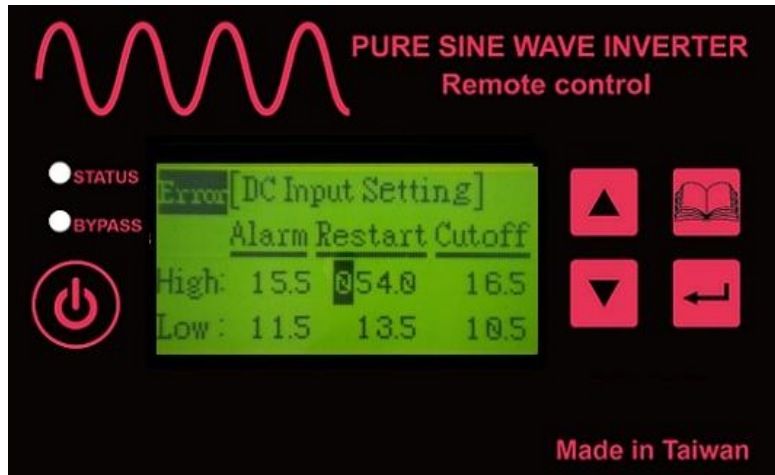 PURE SINE WAVE INVERTER
Remote control
STATUS
BYPASS
Error [DC Input Setting]
Alarm Restart Cutoff
High: 15.5 054.0 16.5
Low : 11.5 13.5 10.5
Made in Taiwan